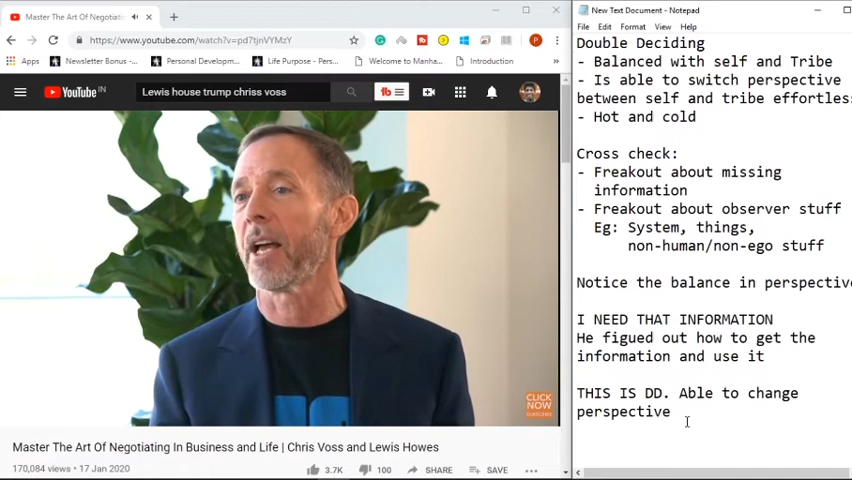 Master The Art Of Negotiatin
New Text Document - Notepad
https://www.youtube.com/watch?v=pd7tjnVYMzY
File Edit Format View Help
Apps Newsletter Bonus -... Personal Developm... Life Purpose - Pers... Welcome to Manha... Introduction
YouTube IN
Lewis house trump chriss voss
CLICK
NOW
SUBSCRIBE
Master The Art Of Negotiating In Business and Life | Chris Voss and Lewis Howes
170,084 views • 17 Jan 2020
3.7K 100 SHARE SAVE ...
Double Deciding
- Balanced with self and Tribe
- Is able to switch perspective
between self and tribe effortles
- Hot and cold
Cross check:
- Freakout about missing
information
- Freakout about observer stuff
Eg: System, things,
non-human/non-ego stuff
Notice the balance in perspective
I NEED THAT INFORMATION
He figued out how to get the
information and use it
THIS IS DD. Able to change
perspective